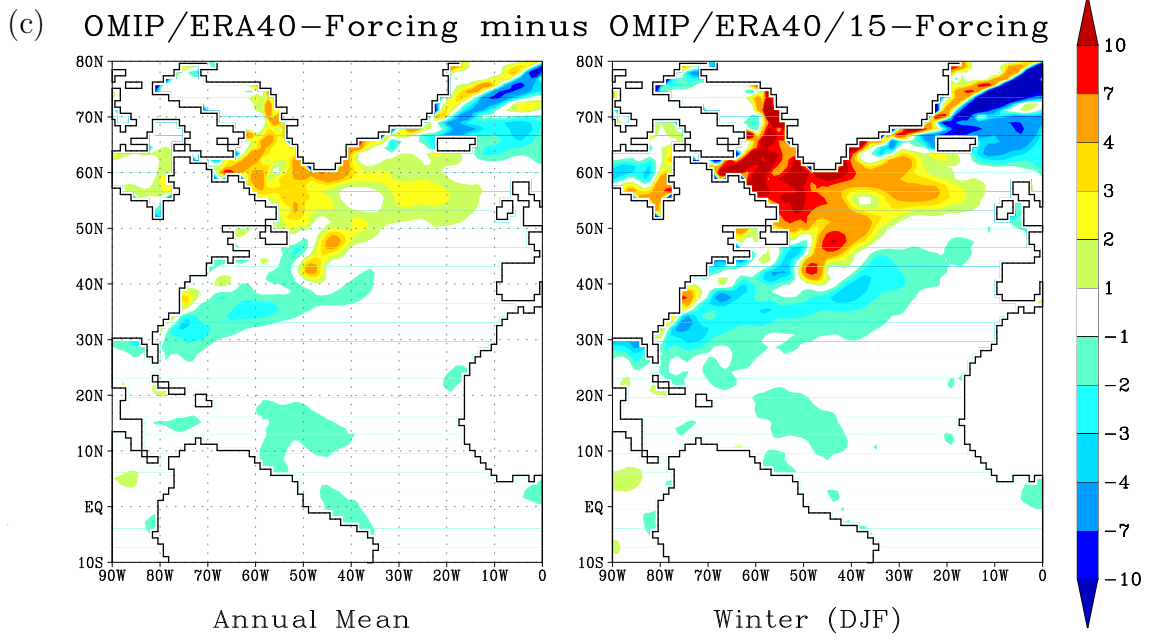 (c) OMIP/ERA40−Forcing minus OMIP/ERA40/15−Forcing
80N
70N
60N
50N
40N
30N
20N
10N
EQ
10S
90W 80W 70W 60W 50W 40W 30W 20W 10W 0
Annual Mean
80N
70N
60N
50N
40N
30N
20N
10N
EQ
10S
90W 80W 70W 60W 50W 40W 30W 20W 10W 0
Winter (DJF)
10
7
4
3
2
1
−1
−2
−3
−4
−7
−10